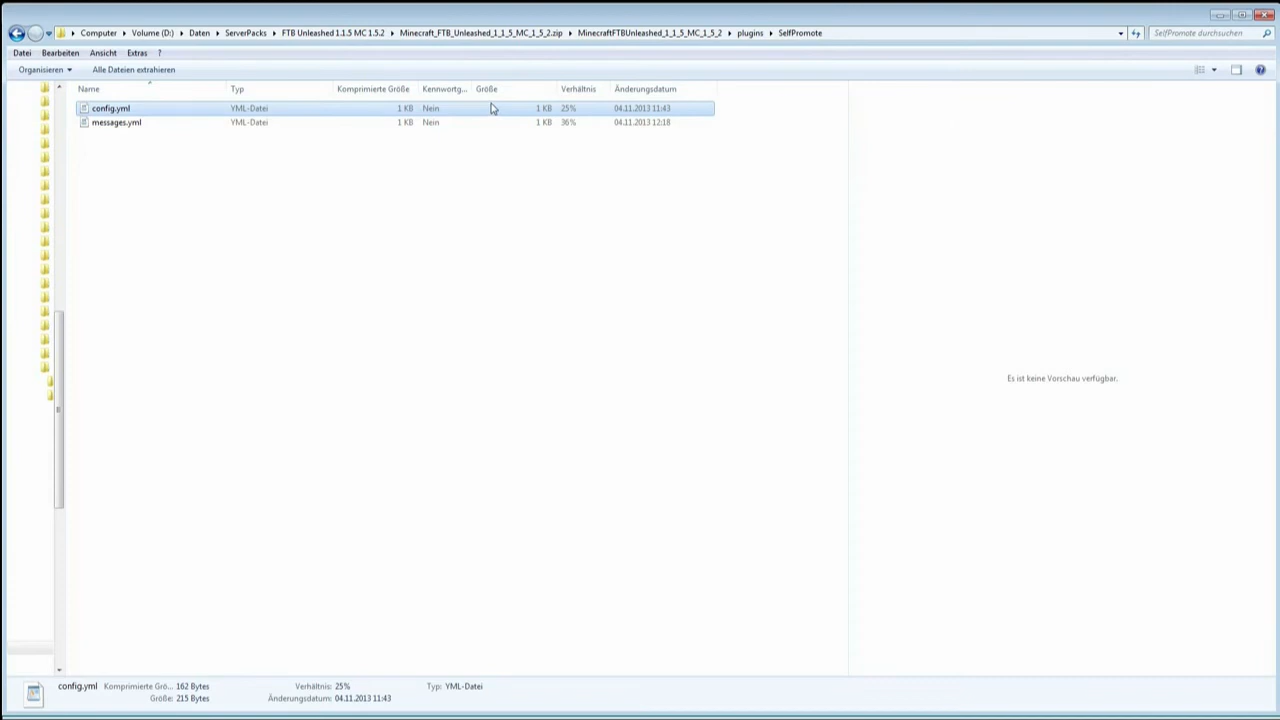 Computer Volume (D:) Daten ServerPacks FTB Unleashed 1.1.5 MC 1.5.2 Minecraft_FTB_Unleashed_1_1_5_MC_1_5_2.zip MinecraftFTBUnleashed_1_1_5_MC_1_5_2 plugins SelfPromote SelfPromote durchsuchen
Datei Bearbeiten Ansicht Extras ?
Organisieren Alle Dateien extrahieren
Name Typ Komprimierte Größe Kennwortg... Größe Verhältnis Änderungsdatum
config.yml YML-Datei 1 KB Nein 1 KB 25% 04.11.2013 11:43
messages.yml YML-Datei 1 KB Nein 1 KB 36% 04.11.2013 12:18
Es ist keine Vorschau verfügbar.
config.yml Komprimierte Grö... 162 Bytes Verhältnis: 25% Typ: YML-Datei
Größe: 215 Bytes Änderungsdatum: 04.11.2013 11:43